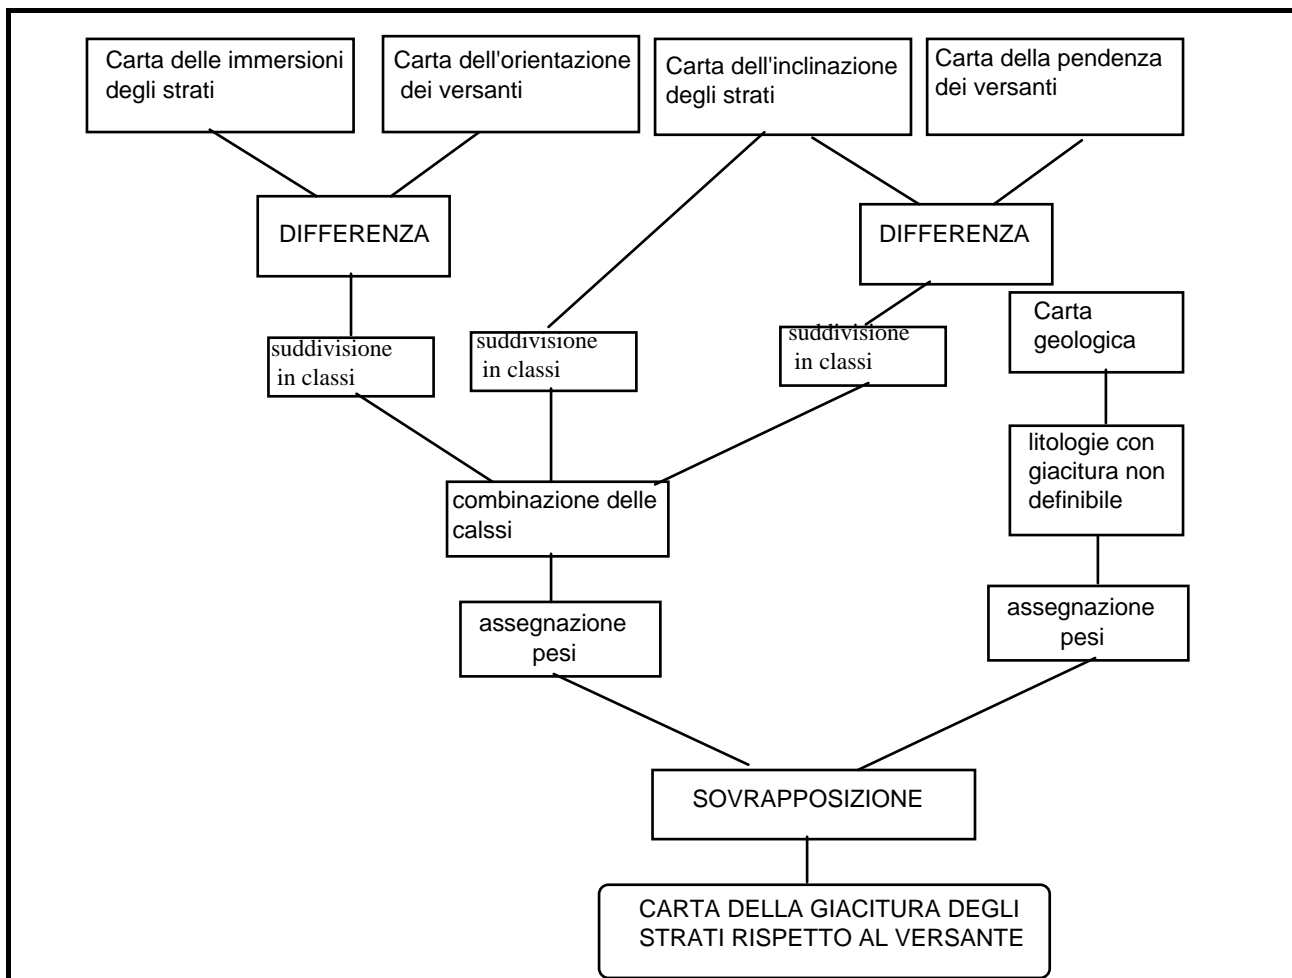 Carta delle immersioni
degli strati
Carta dell'orientazione
dei versanti
Carta dell'inclinazione
degli strati
Carta della pendenza
dei versanti
DIFFERENZA
DIFFERENZA
Carta
geologica
suddivisione
in classi
suddivisione
in classi
suddivisione
in classi
litologie con
giacitura non
definibile
combinazione delle
calssi
assegnazione
pesi
assegnazione
pesi
SOVRAPPOSIZIONE
CARTA DELLA GIACITURA DEGLI
STRATI RISPETTO AL VERSANTE